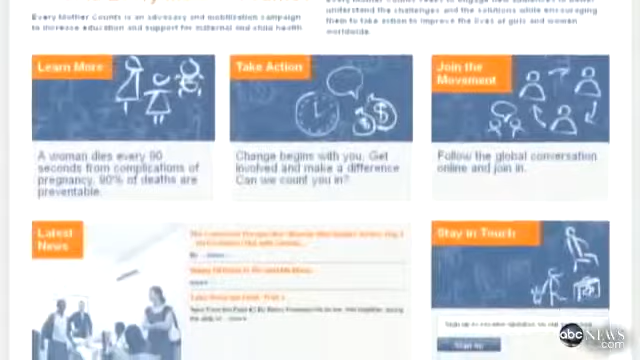 Every Mother Counts is an advocacy and mobilization campaign
to increase education and support for maternal and child health
understand the challenges and the solutions while encouraging
them to take action to improve the lives of girls and women
worldwide.
Learn More
Take Action
Join the
Movement
A woman dies every 90
seconds from complications of
pregnancy. 90% of deaths are
preventable.
Change begins with you. Get
involved and make a difference
Can we count you in?
Follow the global conversation
online and join in.
Latest
News
Stay in Touch
Sign up
abc NEWS
.com